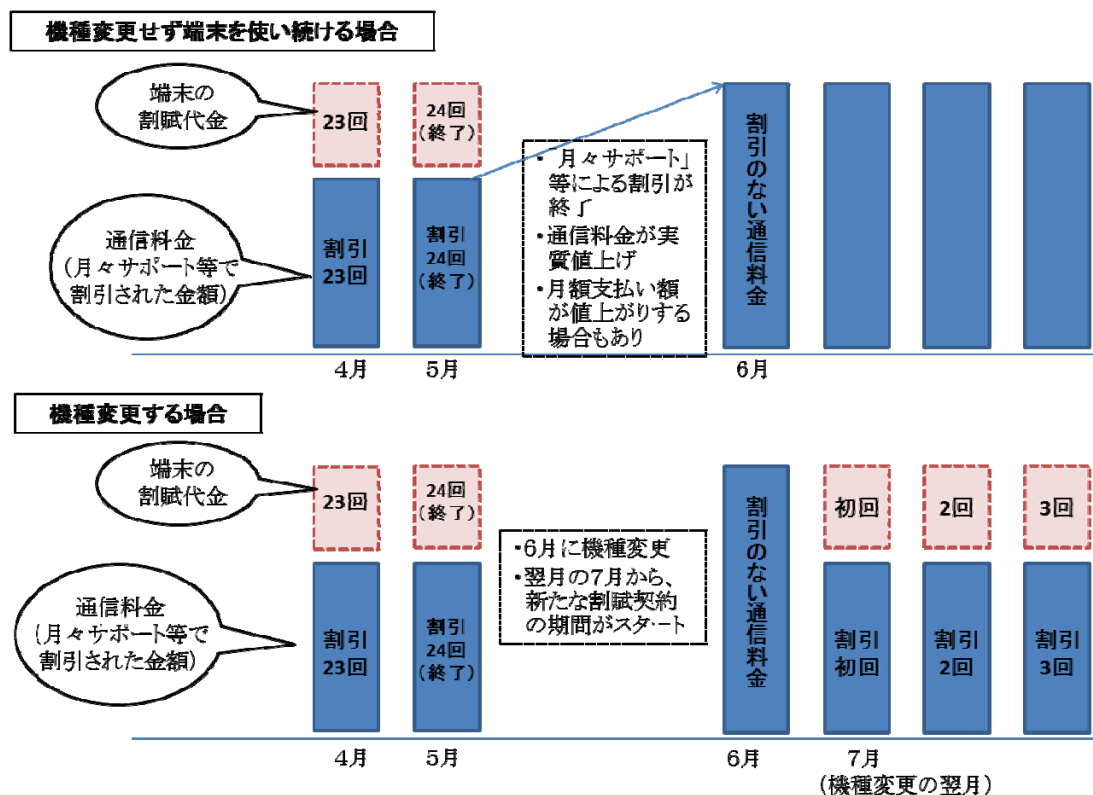 機種変更せず端末を使い続ける場合
端末の
割賦代金
23回
24回
(終了)
通信料金
(月々サポート等で
割引された金額)
割引
23回
割引
24回
(終了)
・「月々サポート」
等による割引が
終了
・通信料金が実
質値上げ
・月額支払い額
が値上がりする
場合もあり
割引のない通信料金
4月
5月
6月
機種変更する場合
端末の
割賦代金
23回
24回
(終了)
通信料金
(月々サポート等で
割引された金額)
割引
23回
割引
24回
(終了)
・6月に機種変更
・翌月の7月から、
新たな割賦契約
の期間がスタート
割引のない通信料金
初回
2回
3回
割引
初回
割引
2回
割引
3回
4月
5月
6月
7月
(機種変更の翌月)